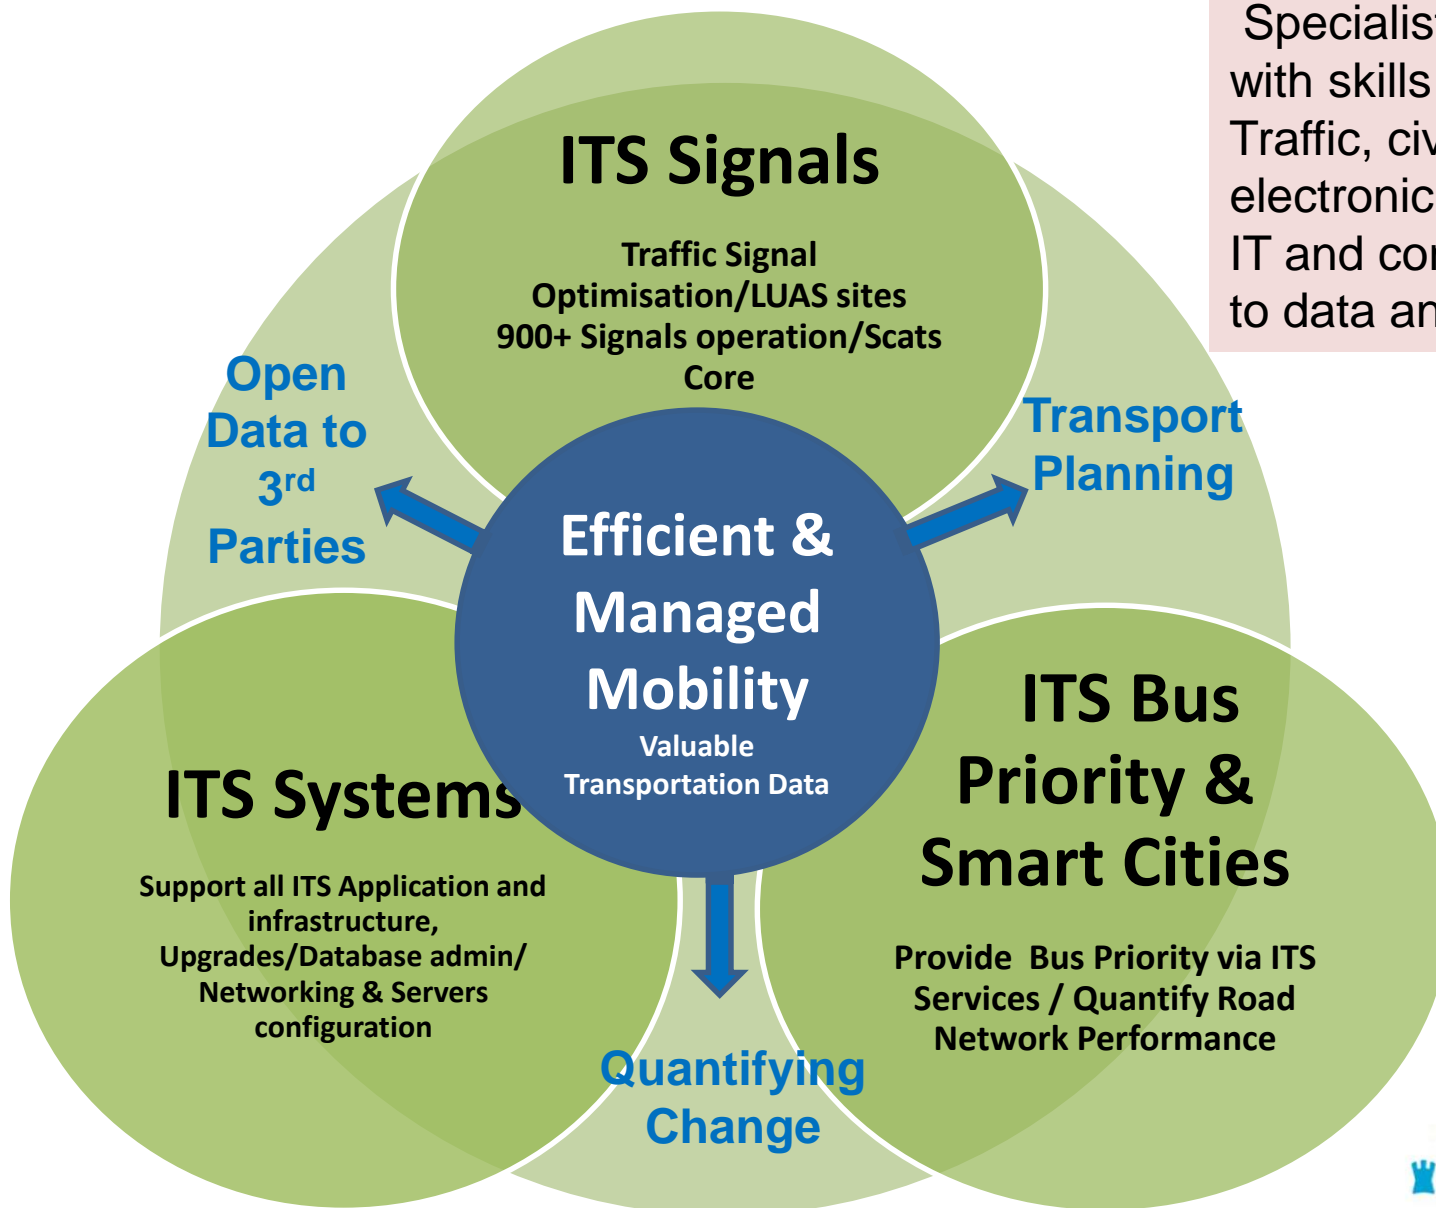 Specialist
with skills
Traffic, civ
electronic
IT and cor
to data an
ITS Signals
Traffic Signal
Optimisation/LUAS sites
900+ Signals operation/Scats
Core
Open
Data to
3rd
Parties
Transport
Planning
Efficient &
Managed
Mobility
Valuable
Transportation Data
ITS Systems
Support all ITS Application and
infrastructure,
Upgrades/Database admin/
Networking & Servers
configuration
ITS Bus
Priority &
Smart Cities
Provide Bus Priority via ITS
Services / Quantify Road
Network Performance
Quantifying
Change